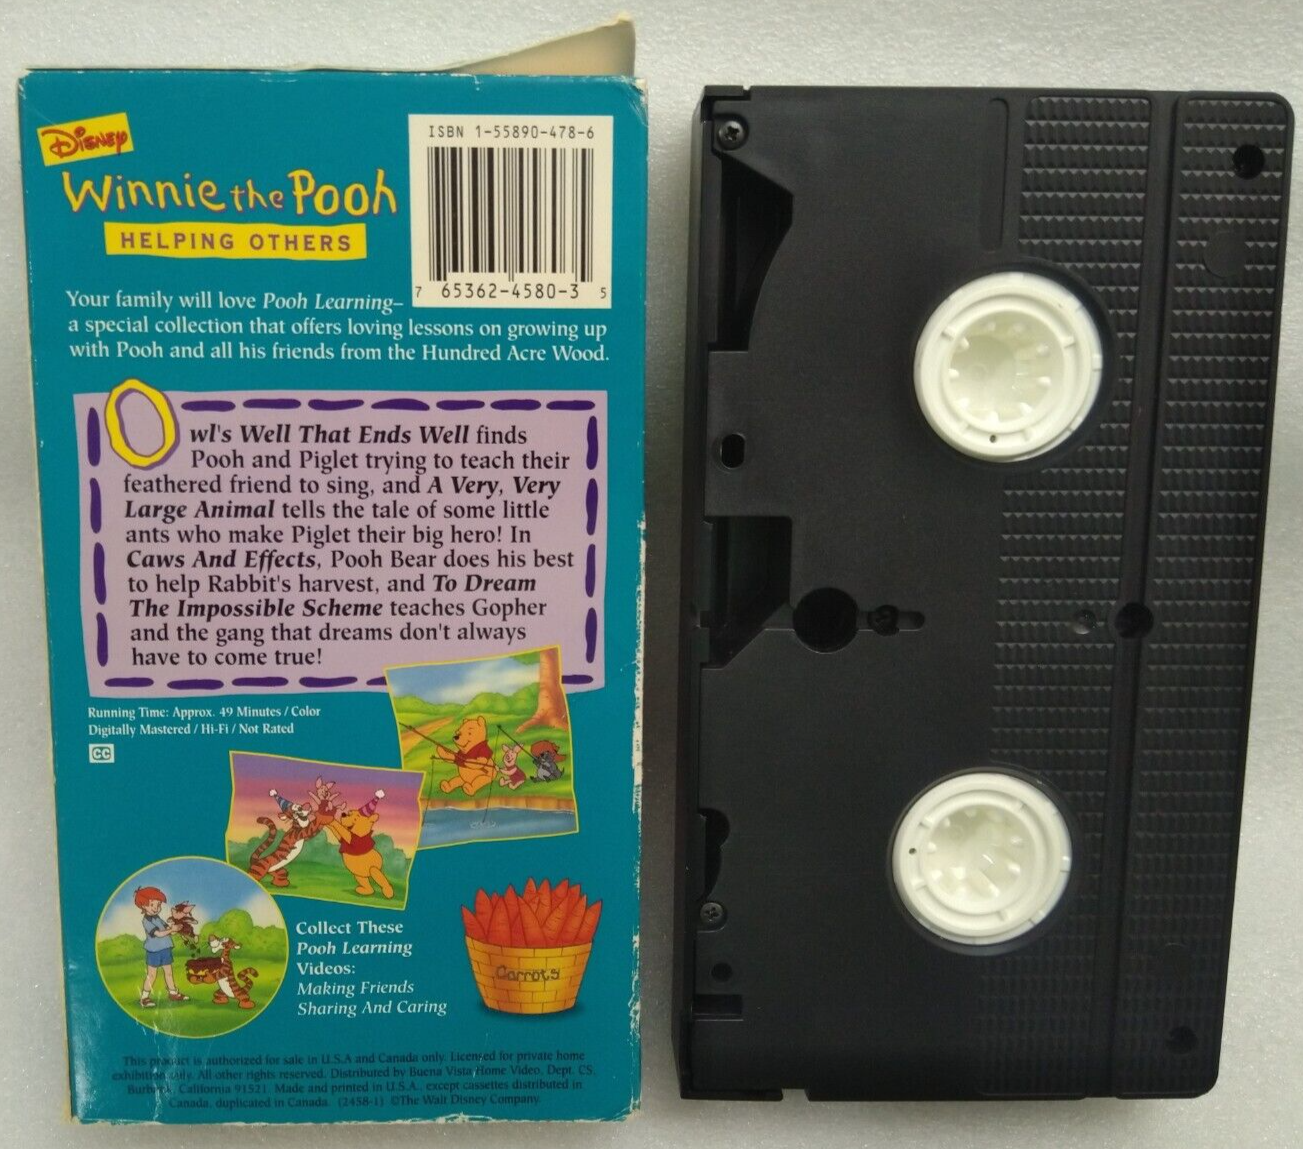 Disney
Winnie the Pooh
HELPING OTHERS
ISBN 1-55890-478-6
7 65362-4580-3 5
Your family will love Pooh Learning–
a special collection that offers loving lessons on growing up
with Pooh and all his friends from the Hundred Acre Wood.
Owl's Well That Ends Well finds
Pooh and Piglet trying to teach their
feathered friend to sing, and A Very, Very
Large Animal tells the tale of some little
ants who make Piglet their big hero! In
Caws And Effects, Pooh Bear does his best
to help Rabbit's harvest, and To Dream
The Impossible Scheme teaches Gopher
and the gang that dreams don't always
have to come true!
Running Time: Approx. 49 Minutes / Color
Digitally Mastered / Hi-Fi / Not Rated
CC
Collect These
Pooh Learning
Videos:
Making Friends
Sharing And Caring
Carrots
This product is authorized for sale in U.S.A and Canada only. Licensed for private home
exhibition only. All other rights reserved. Distributed by Buena Vista Home Video, Dept. CS,
Burbank, California 91521. Made and printed in U.S.A., except cassettes distributed in
Canada, duplicated in Canada. (2458-1) ©The Walt Disney Company.